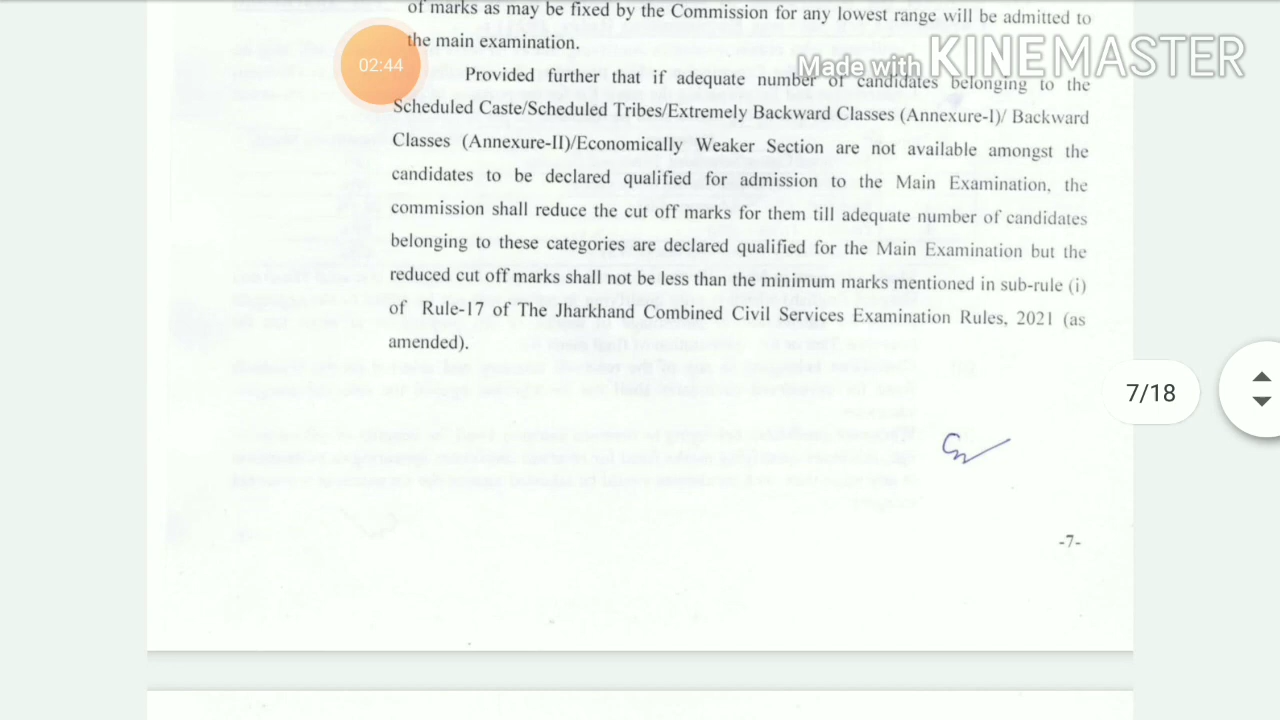 of marks as may be fixed by the Commission for any lowest range will be admitted to
the main examination.
02:44
Made with KINEMASTER
Provided further that if adequate number of candidates belonging to the
Scheduled Caste/Scheduled Tribes/Extremely Backward Classes (Annexure-I)/ Backward
Classes (Annexure-II)/Economically Weaker Section are not available amongst the
candidates to be declared qualified for admission to the Main Examination, the
commission shall reduce the cut off marks for them till adequate number of candidates
belonging to these categories are declared qualified for the Main Examination but the
reduced cut off marks shall not be less than the minimum marks mentioned in sub-rule (i)
of Rule-17 of The Jharkhand Combined Civil Services Examination Rules, 2021 (as
amended).
7/18
-7-